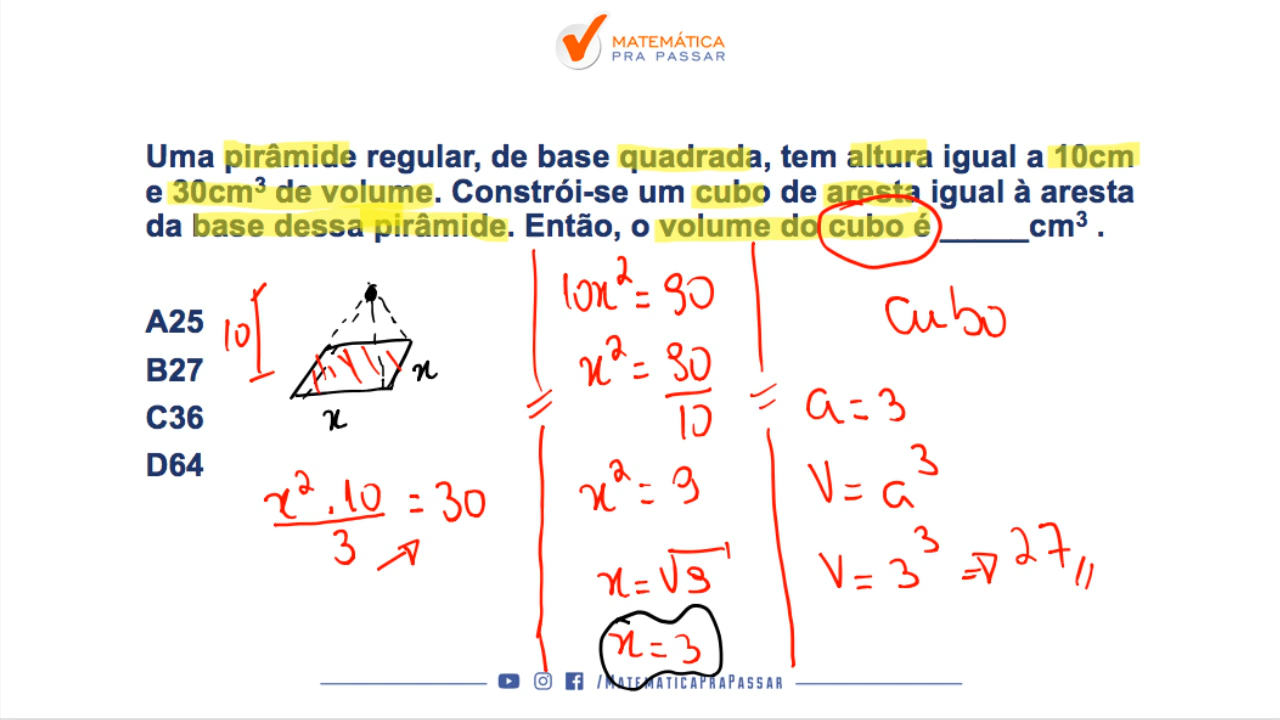 MATEMÁTICA
PRA PASSAR
Uma pirâmide regular, de base quadrada, tem altura igual a 10cm
e 30cm³ de volume. Constrói-se um cubo de aresta igual à aresta
da base dessa pirâmide. Então, o volume do cubo é _____cm³ .
A25
B27
C36
D64
10
x
x
x² . 10 / 3 = 30
10x² = 90
x² = 90 / 10
x² = 9
x = √9
x = 3
Cubo
a = 3
V = a³
V = 3³ => 27 //
/MATEMATICAPRAPASSAR